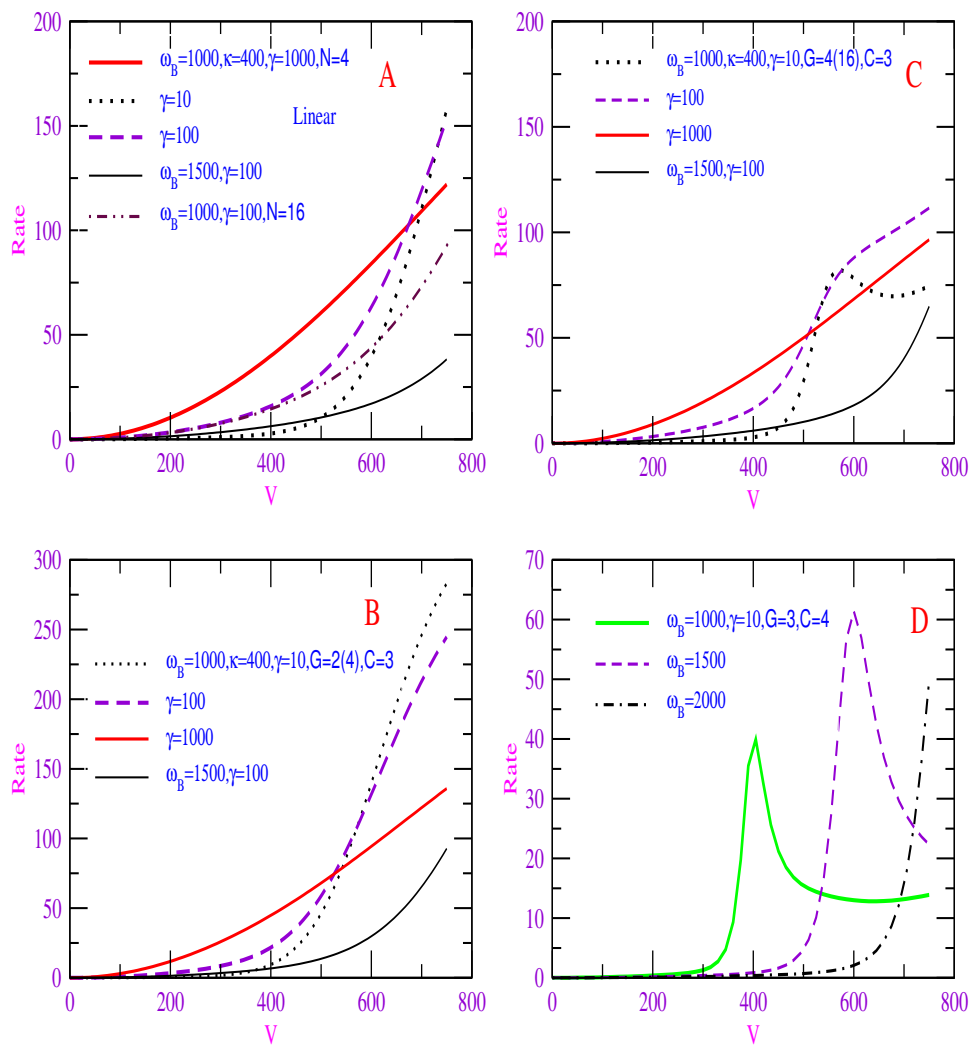 200
150
100
50
0
Rate
ω_B=1000,κ=400,γ=1000,N=4
A
γ=10
Linear
γ=100
ω_B=1500,γ=100
ω_B=1000,γ=100,N=16
0 200 400 600 800
V
200
150
100
50
0
Rate
ω_B=1000,κ=400,γ=10,G=4(16),C=3
C
γ=100
γ=1000
ω_B=1500,γ=100
0 200 400 600 800
V
300
250
200
150
100
50
0
Rate
B
ω_B=1000,κ=400,γ=10,G=2(4),C=3
γ=100
γ=1000
ω_B=1500,γ=100
0 200 400 600 800
V
70
60
50
40
30
20
10
0
Rate
ω_B=1000,γ=10,G=3,C=4
D
ω_B=1500
ω_B=2000
0 200 400 600 800
V